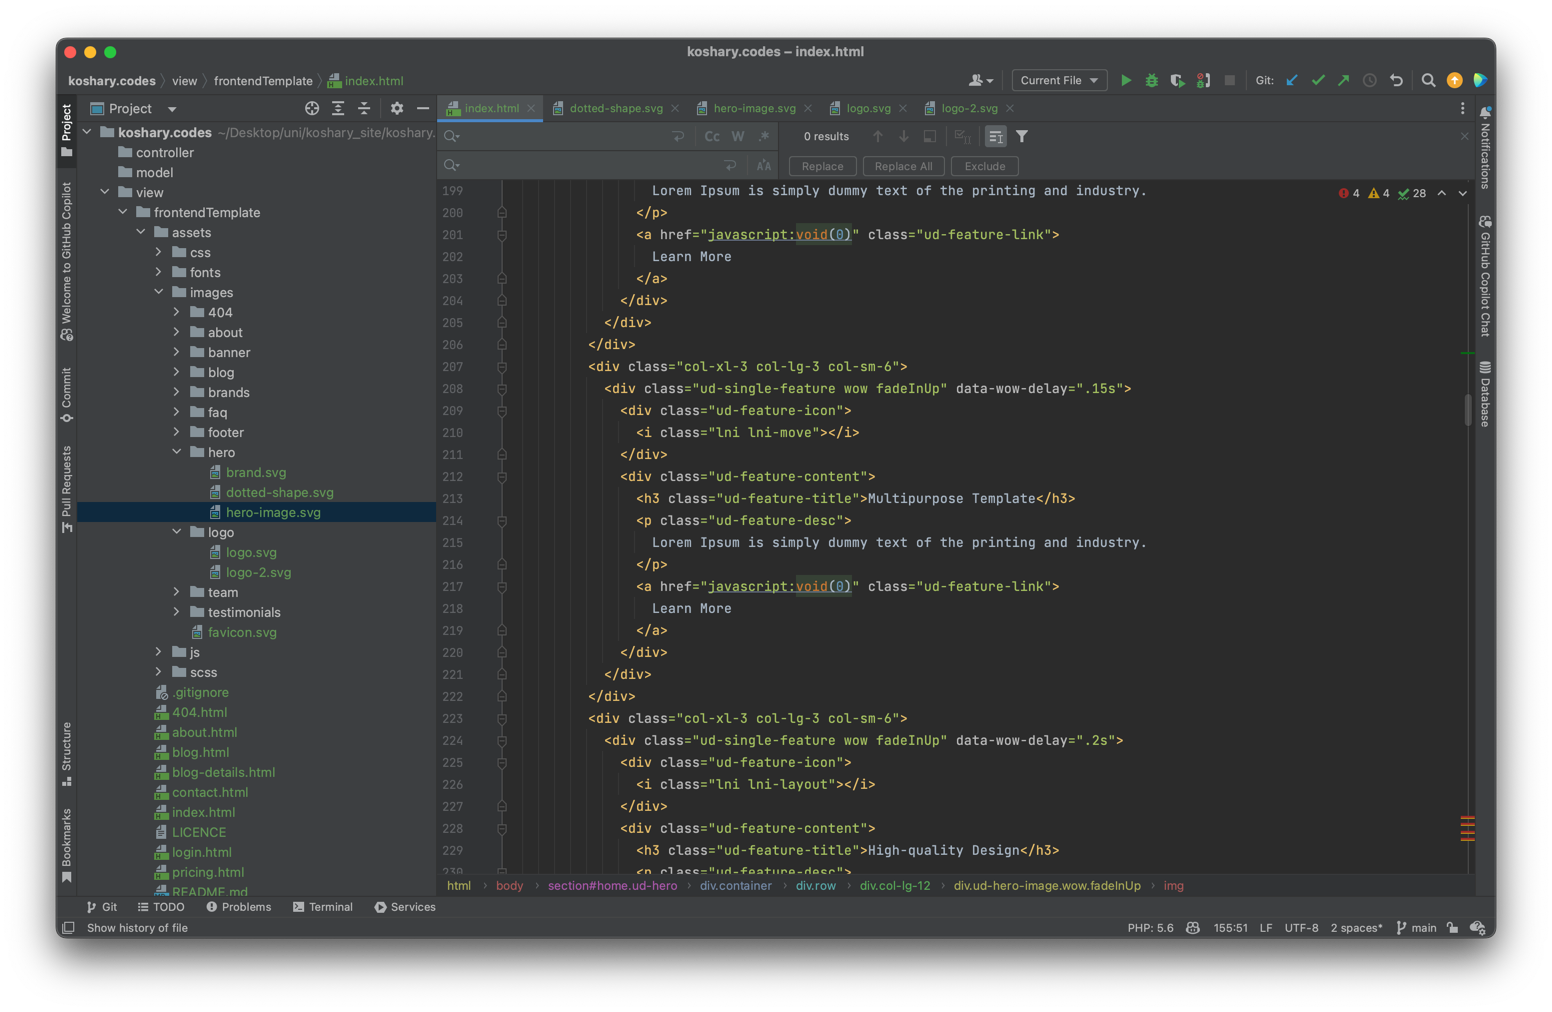 koshary.codes – index.html
koshary.codes view frontendTemplate index.html
Current File
Git:
Project
index.html
dotted-shape.svg
hero-image.svg
logo.svg
logo-2.svg
Cc W .*
0 results
Replace
Replace All
Exclude
Project
Welcome to GitHub Copilot
Commit
Pull Requests
Structure
Bookmarks
koshary.codes ~/Desktop/uni/koshary_site/koshary.
controller
model
view
frontendTemplate
assets
css
fonts
images
404
about
banner
blog
brands
faq
footer
hero
brand.svg
dotted-shape.svg
hero-image.svg
logo
logo.svg
logo-2.svg
team
testimonials
favicon.svg
js
scss
.gitignore
404.html
about.html
blog.html
blog-details.html
contact.html
index.html
LICENCE
login.html
pricing.html
README.md
4 4 28
199 Lorem Ipsum is simply dummy text of the printing and industry.
200 </p>
201 <a href="javascript:void(0)" class="ud-feature-link">
202 Learn More
203 </a>
204 </div>
205 </div>
206 </div>
207 <div class="col-xl-3 col-lg-3 col-sm-6">
208 <div class="ud-single-feature wow fadeInUp" data-wow-delay=".15s">
209 <div class="ud-feature-icon">
210 <i class="lni lni-move"></i>
211 </div>
212 <div class="ud-feature-content">
213 <h3 class="ud-feature-title">Multipurpose Template</h3>
214 <p class="ud-feature-desc">
215 Lorem Ipsum is simply dummy text of the printing and industry.
216 </p>
217 <a href="javascript:void(0)" class="ud-feature-link">
218 Learn More
219 </a>
220 </div>
221 </div>
222 </div>
223 <div class="col-xl-3 col-lg-3 col-sm-6">
224 <div class="ud-single-feature wow fadeInUp" data-wow-delay=".2s">
225 <div class="ud-feature-icon">
226 <i class="lni lni-layout"></i>
227 </div>
228 <div class="ud-feature-content">
229 <h3 class="ud-feature-title">High-quality Design</h3>
230 <p class="ud-feature-desc">
Notifications
GitHub Copilot Chat
Database
html body section#home.ud-hero div.container div.row div.col-lg-12 div.ud-hero-image.wow.fadeInUp img
Git TODO Problems Terminal Services
Show history of file
PHP: 5.6 155:51 LF UTF-8 2 spaces* main